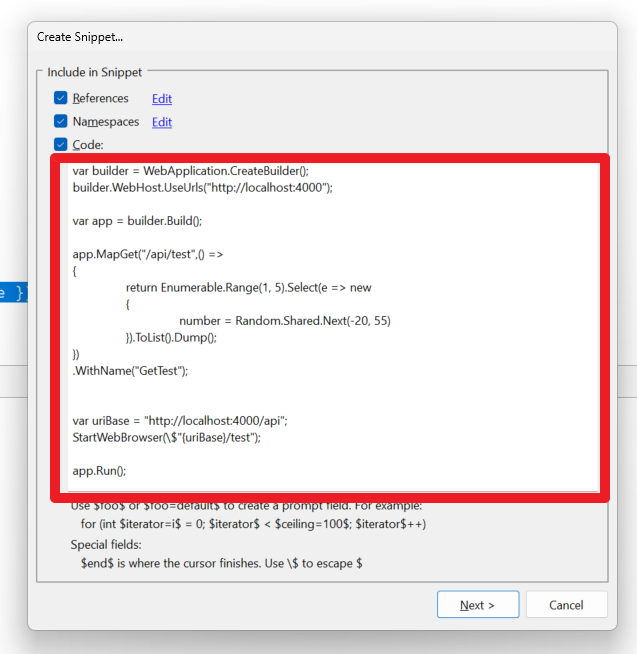 Create Snippet...
Include in Snippet
References Edit
Namespaces Edit
Code:
var builder = WebApplication.CreateBuilder();
builder.WebHost.UseUrls("http://localhost:4000");
var app = builder.Build();
app.MapGet("/api/test",() =>
{
return Enumerable.Range(1, 5).Select(e => new
{
number = Random.Shared.Next(-20, 55)
}).ToList().Dump();
})
.WithName("GetTest");
var uriBase = "http://localhost:4000/api";
StartWebBrowser(\$"{uriBase}/test");
app.Run();
e })
Use $foo$ or $foo=default$ to create a prompt field. For example:
for (int $iterator=i$ = 0; $iterator$ < $ceiling=100$; $iterator$++)
Special fields:
$end$ is where the cursor finishes. Use \$ to escape $
Next >
Cancel